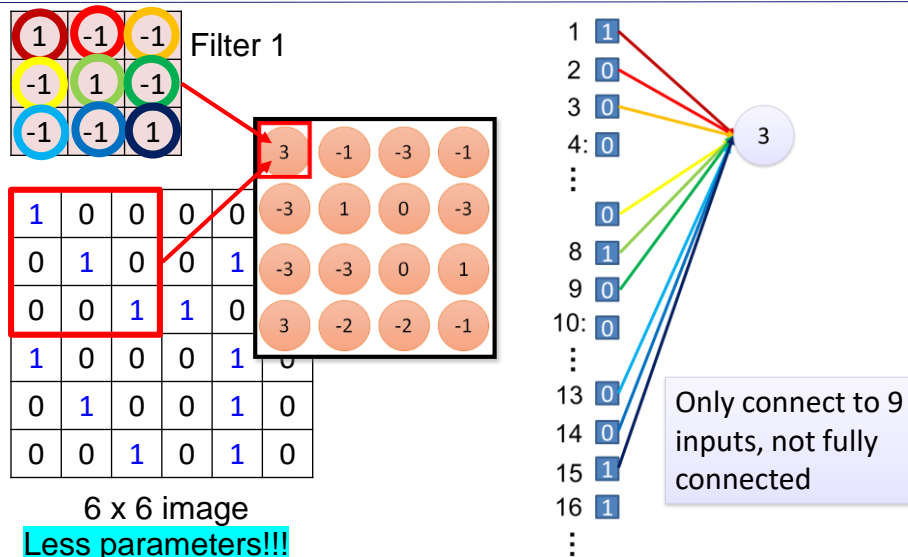 1 -1 -1
-1 1 -1
-1 -1 1
Filter 1
1 0 0 0 0
0 1 0 0 1
0 0 1 1 0
1 0 0 0 1 0
0 1 0 0 1 0
0 0 1 0 1 0
6 x 6 image
Less parameters!!!
3 -1 -3 -1
-3 1 0 -3
-3 -3 0 1
3 -2 -2 -1
1 1
2 0
3 0
4: 0
⋮
0
8 1
9 0
10: 0
⋮
13 0
14 0
15 1
16 1
⋮
3
Only connect to 9
inputs, not fully
connected